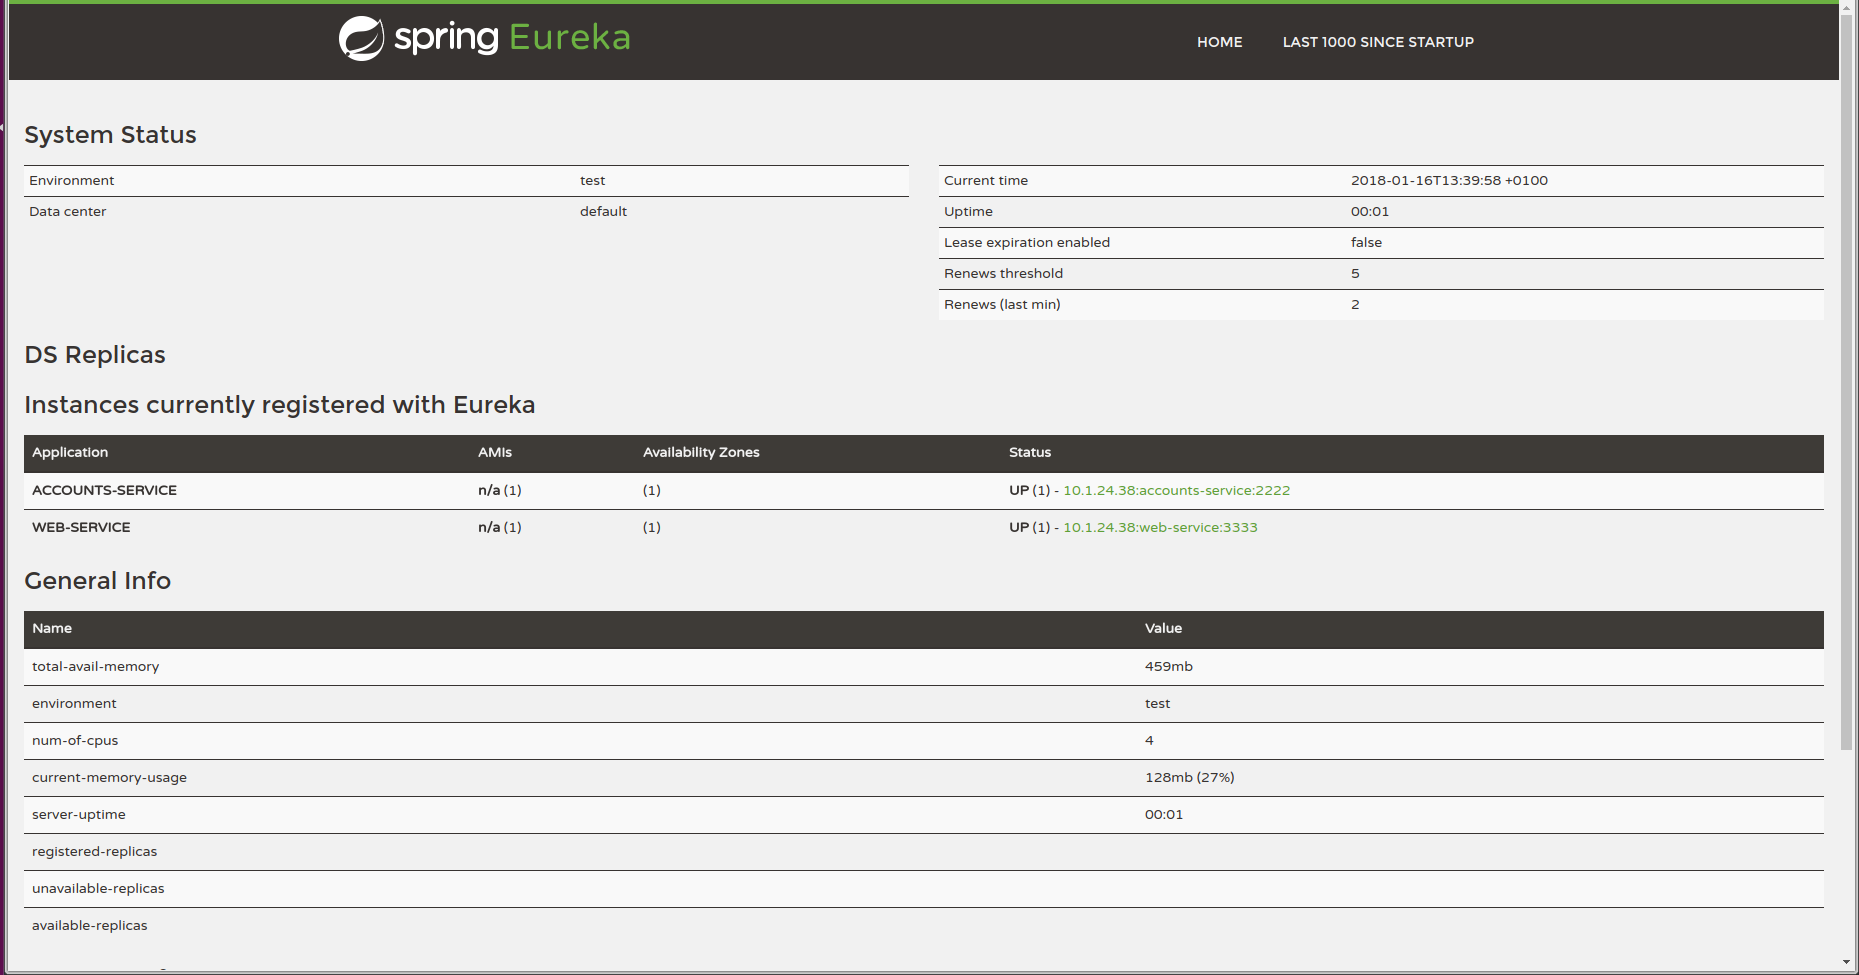 spring Eureka
HOME LAST 1000 SINCE STARTUP
System Status
Environment test
Data center default
Current time 2018-01-16T13:39:58 +0100
Uptime 00:01
Lease expiration enabled false
Renews threshold 5
Renews (last min) 2
DS Replicas
Instances currently registered with Eureka
Application AMIs Availability Zones Status
ACCOUNTS-SERVICE n/a (1) (1) UP (1) - 10.1.24.38:accounts-service:2222
WEB-SERVICE n/a (1) (1) UP (1) - 10.1.24.38:web-service:3333
General Info
Name Value
total-avail-memory 459mb
environment test
num-of-cpus 4
current-memory-usage 128mb (27%)
server-uptime 00:01
registered-replicas
unavailable-replicas
available-replicas